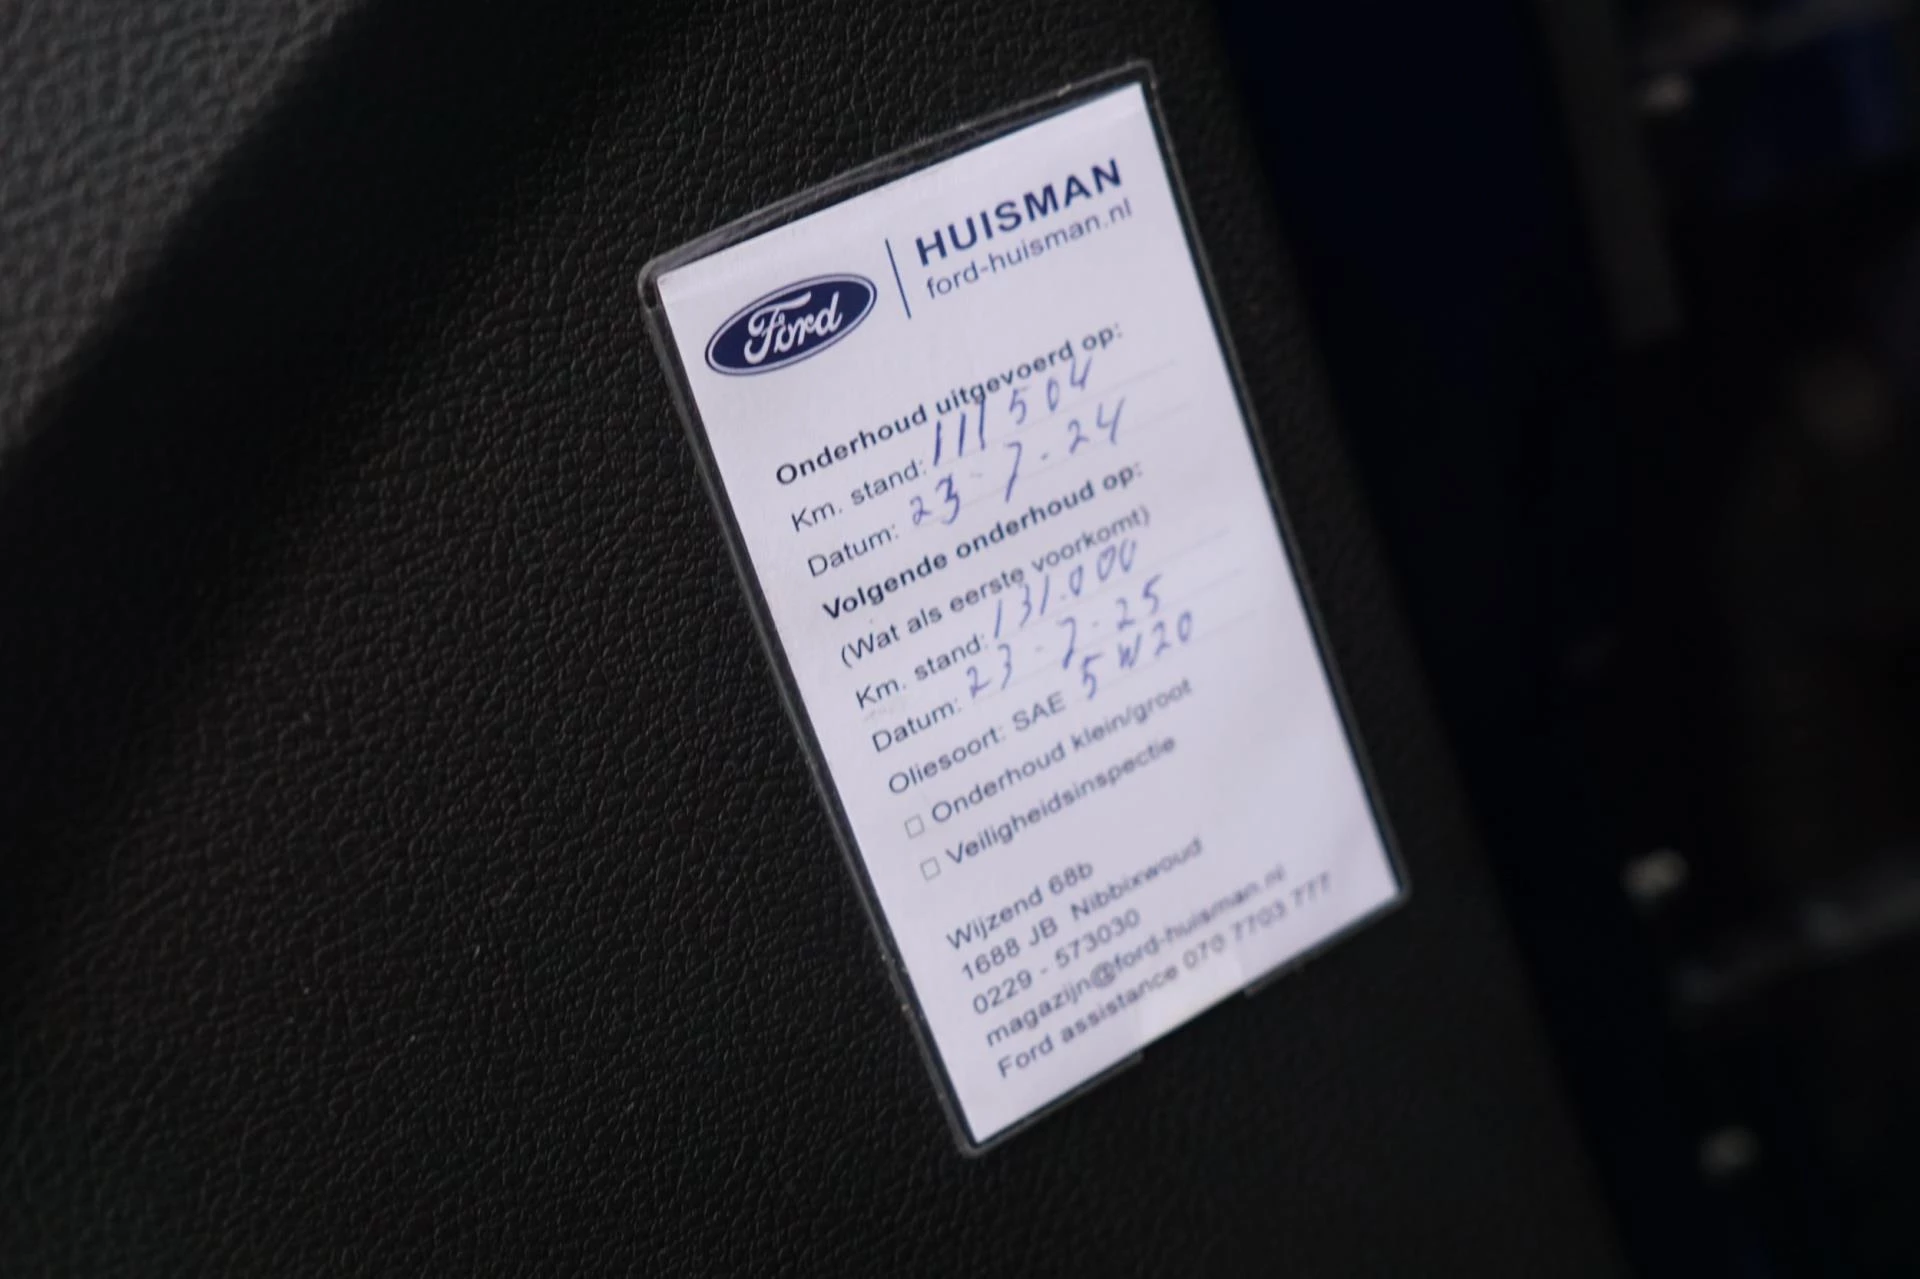 Ford
HUISMAN
ford-huisman.nl
Onderhoud uitgevoerd op:
Km. stand: 111504
Datum: 23-7-24
Volgende onderhoud op:
(Wat als eerste voorkomt)
Km. stand: 131.000
Datum: 23-7-25
Oliesoort: SAE 5W20
□ Onderhoud klein/groot
□ Veiligheidsinspectie
Wijzend 68b
1688 JB Nibbixwoud
0229 - 573030
magazijn@ford-huisman.nl
Ford assistance 070 7703 777